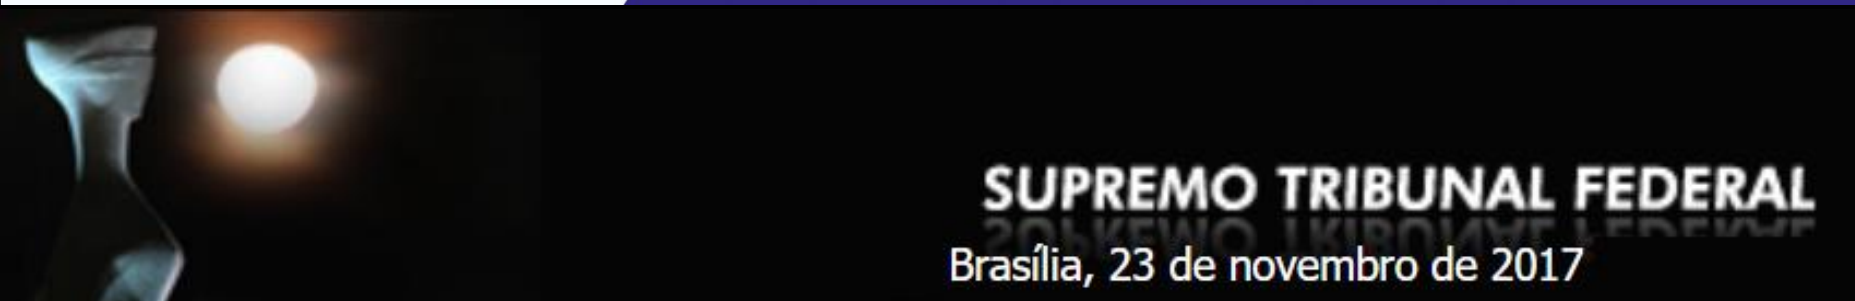 SUPREMO TRIBUNAL FEDERAL
Brasília, 23 de novembro de 2017